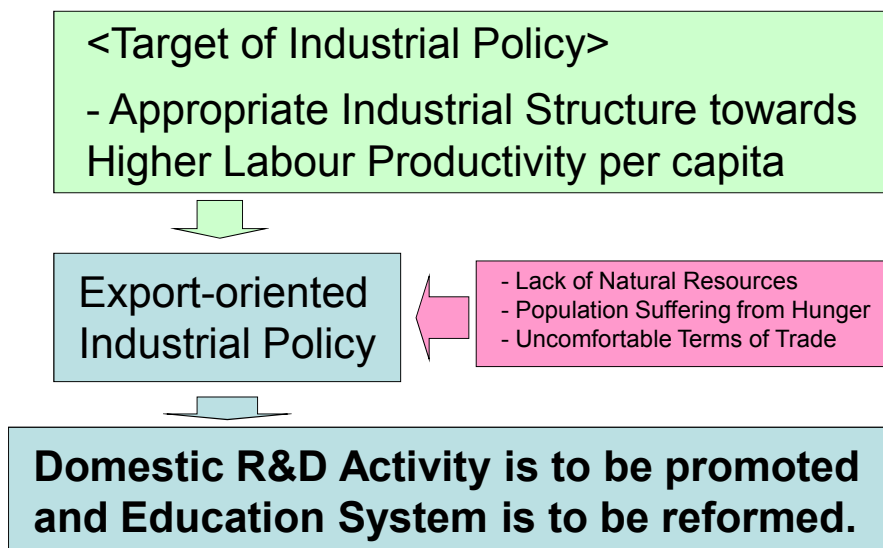 <Target of Industrial Policy>
- Appropriate Industrial Structure towards
Higher Labour Productivity per capita
Export-oriented
Industrial Policy
- Lack of Natural Resources
- Population Suffering from Hunger
- Uncomfortable Terms of Trade
Domestic R&D Activity is to be promoted
and Education System is to be reformed.